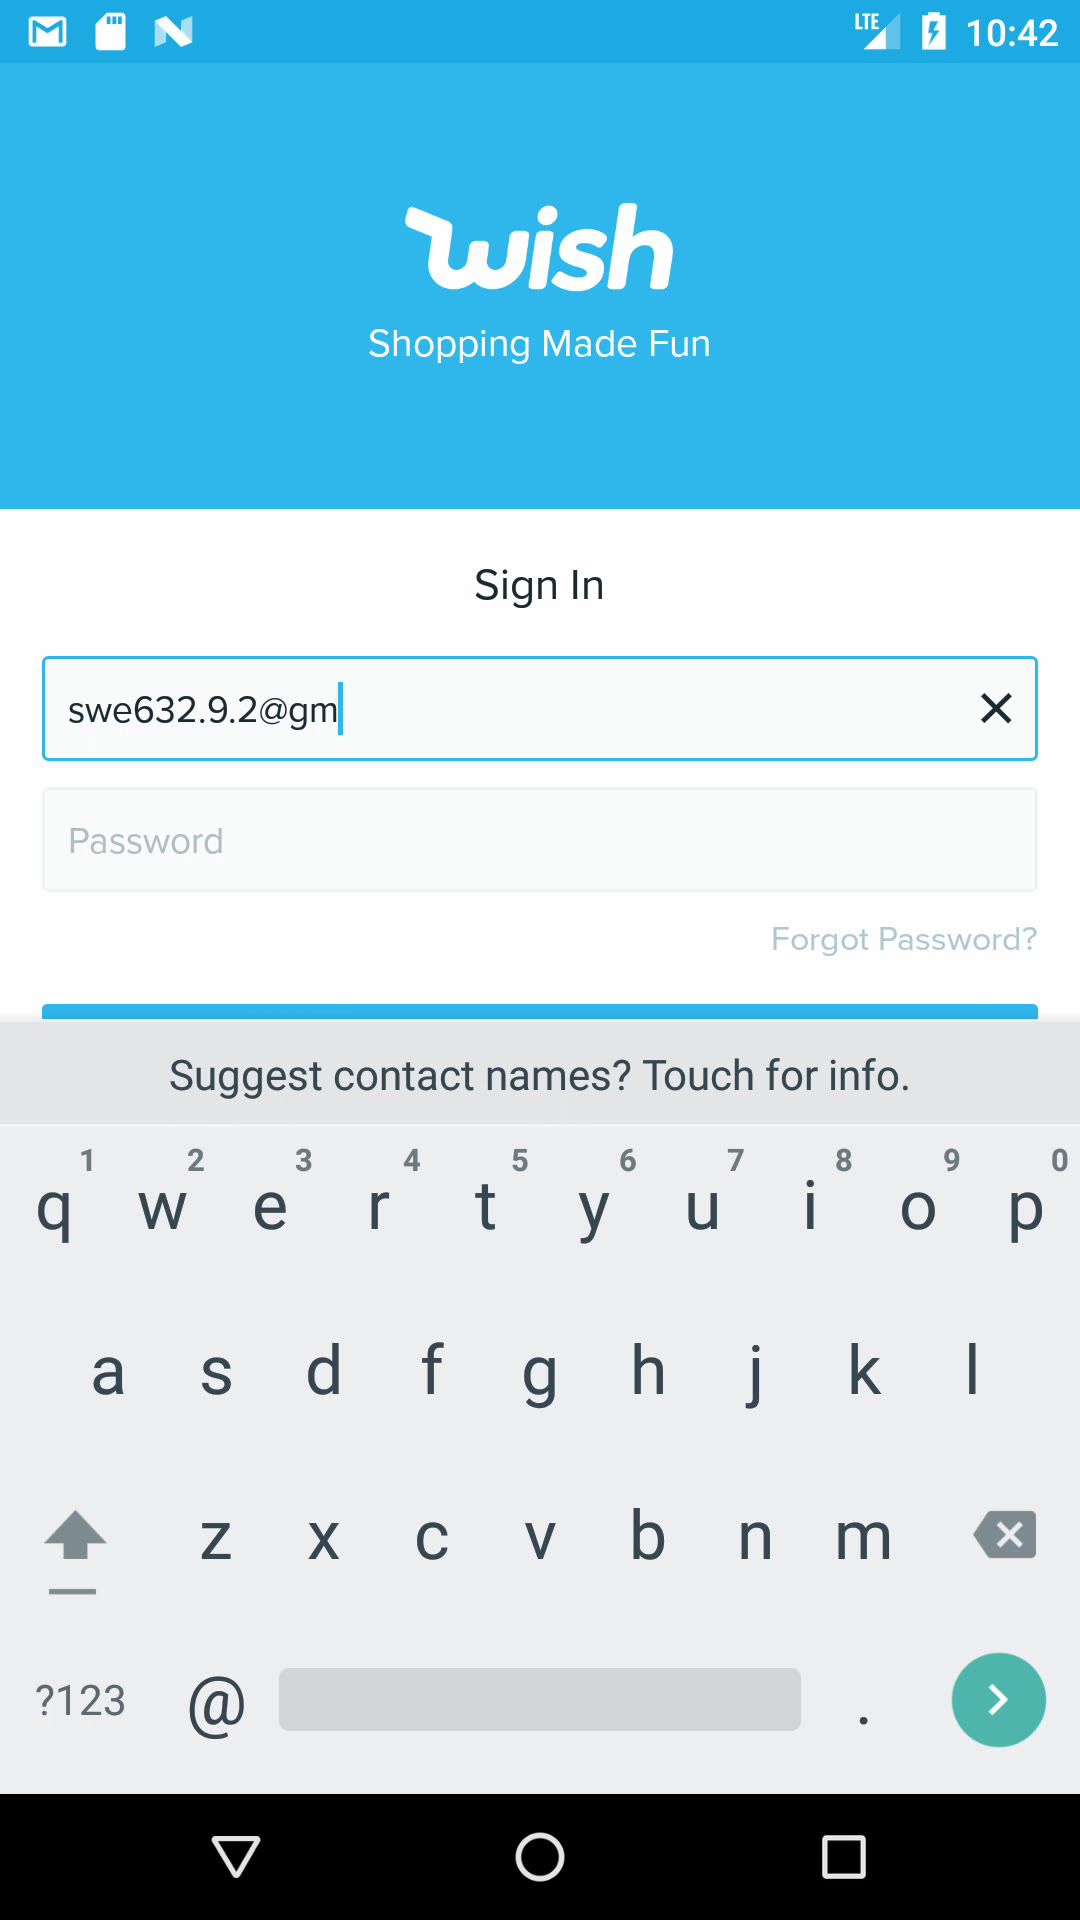 LTE 10:42
wish
Shopping Made Fun
Sign In
swe632.9.2@gm
Password
Forgot Password?
Suggest contact names? Touch for info.
1 2 3 4 5 6 7 8 9 0
q w e r t y u i o p
a s d f g h j k l
z x c v b n m
?123 @ .